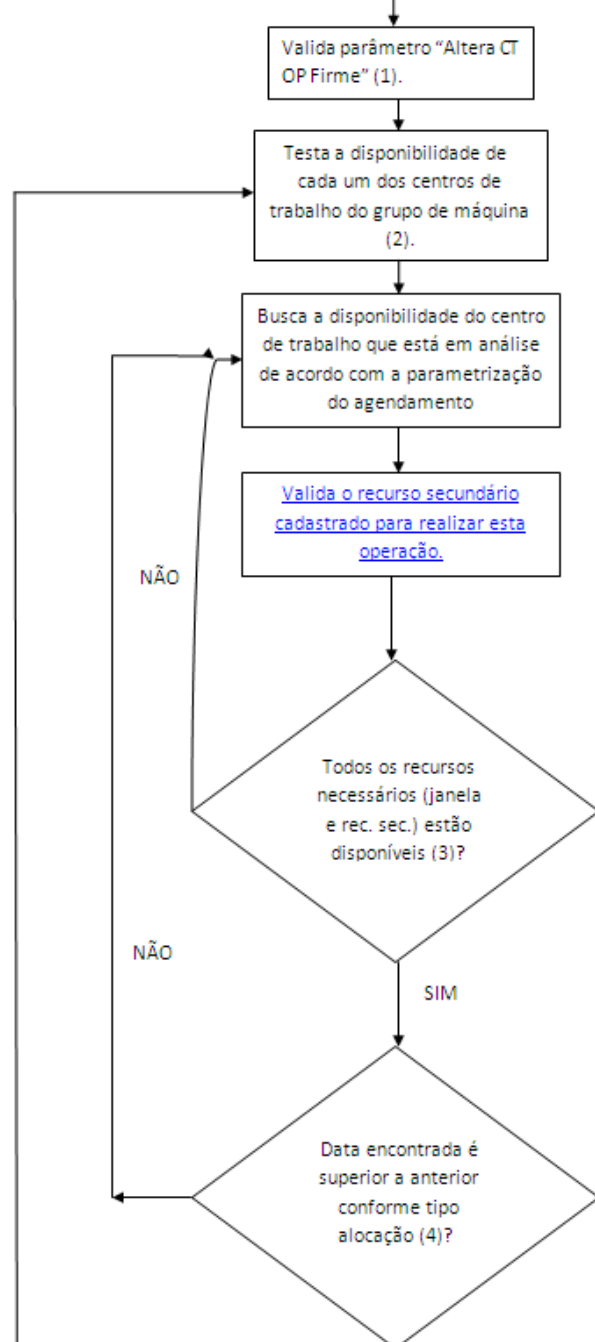 Valida parâmetro “Altera CT
OP Firme” (1).
Testa a disponibilidade de
cada um dos centros de
trabalho do grupo de máquina
(2).
Busca a disponibilidade do centro
de trabalho que está em análise
de acordo com a parametrização
do agendamento
Valida o recurso secundário
cadastrado para realizar esta
operação.
NÃO
Todos os recursos
necessários (janela
e rec. sec.) estão
disponíveis (3)?
NÃO
SIM
Data encontrada é
superior a anterior
conforme tipo
alocação (4)?